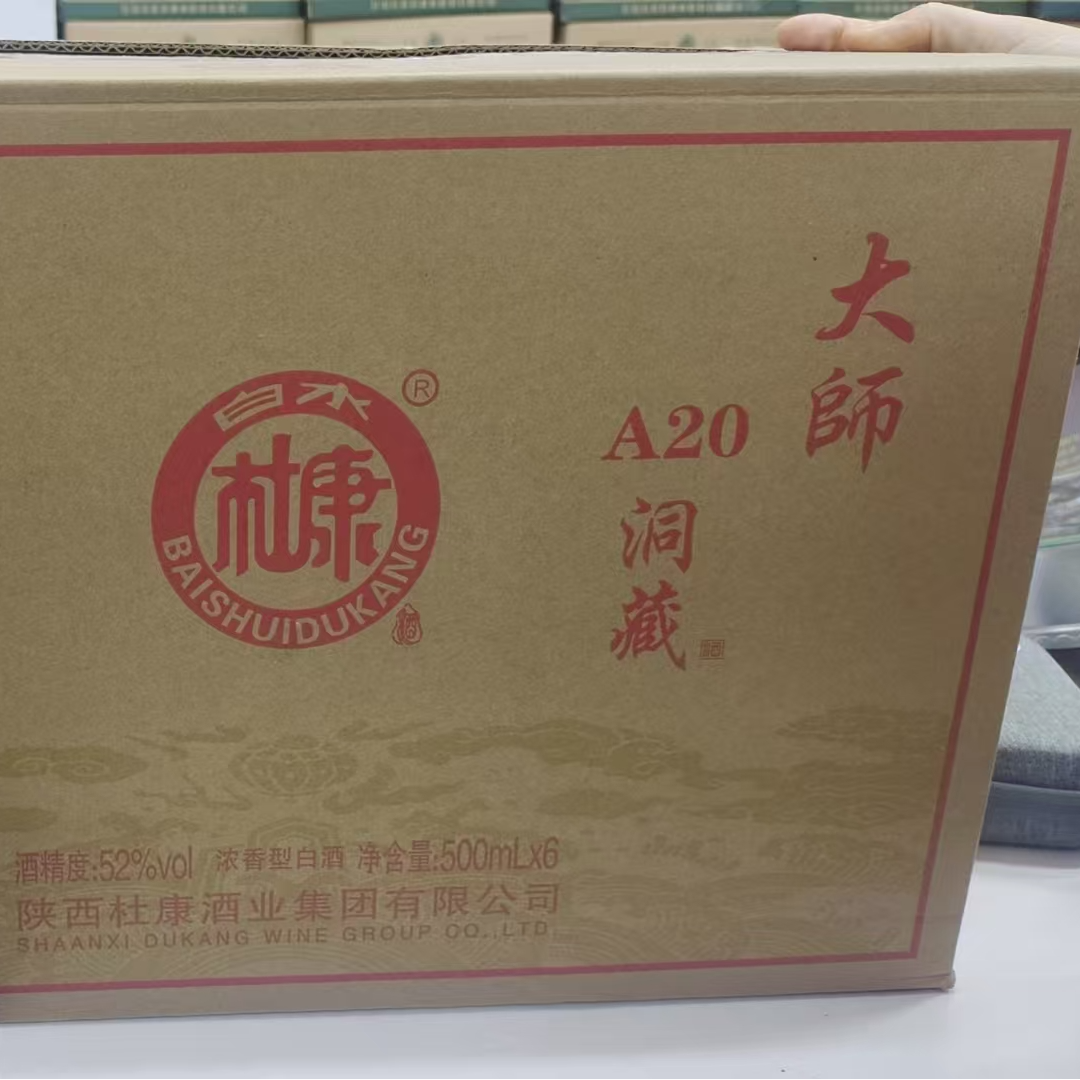 白水
杜康
BAISHUIDUKANG
®
大師
A20
洞藏
酒精度:52%vol 浓香型白酒 净含量:500mLx6
陕西杜康酒业集团有限公司
SHAANXI DUKANG WINE GROUP CO.,LTD.